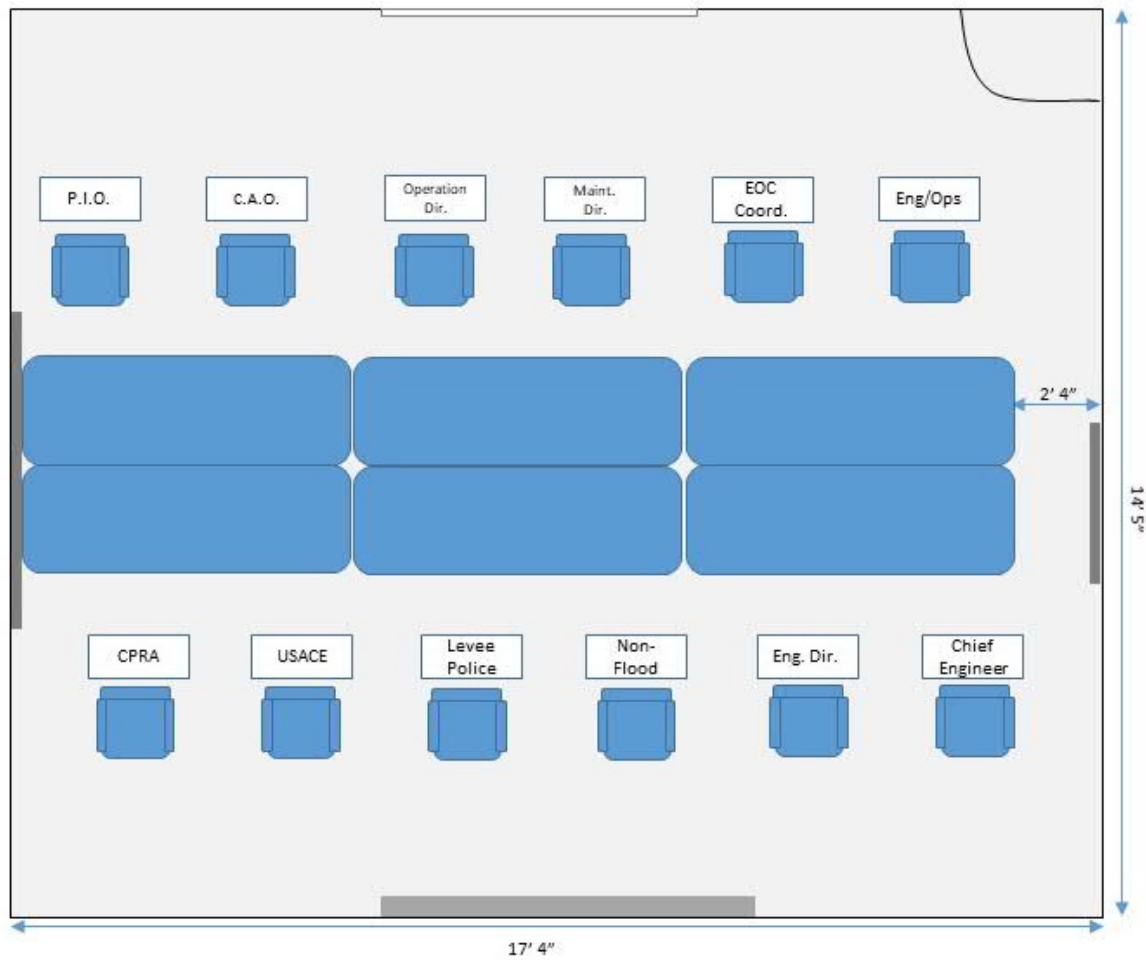 P.I.O.
C.A.O.
Operation
Dir.
Maint.
Dir.
EOC
Coord.
Eng/Ops
2' 4"
14' 5"
CPRA
USACE
Levee
Police
Non-
Flood
Eng. Dir.
Chief
Engineer
17' 4"